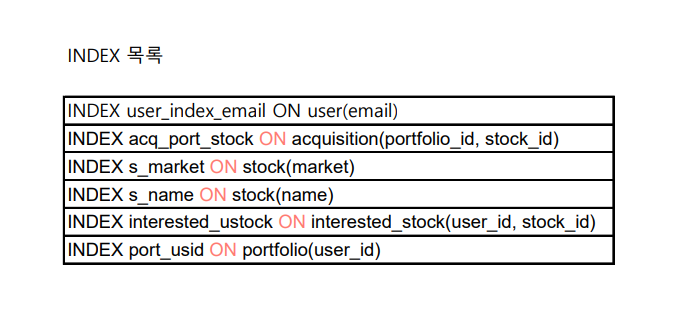 INDEX 목록
INDEX user_index_email ON user(email)
INDEX acq_port_stock ON acquisition(portfolio_id, stock_id)
INDEX s_market ON stock(market)
INDEX s_name ON stock(name)
INDEX interested_ustock ON interested_stock(user_id, stock_id)
INDEX port_usid ON portfolio(user_id)